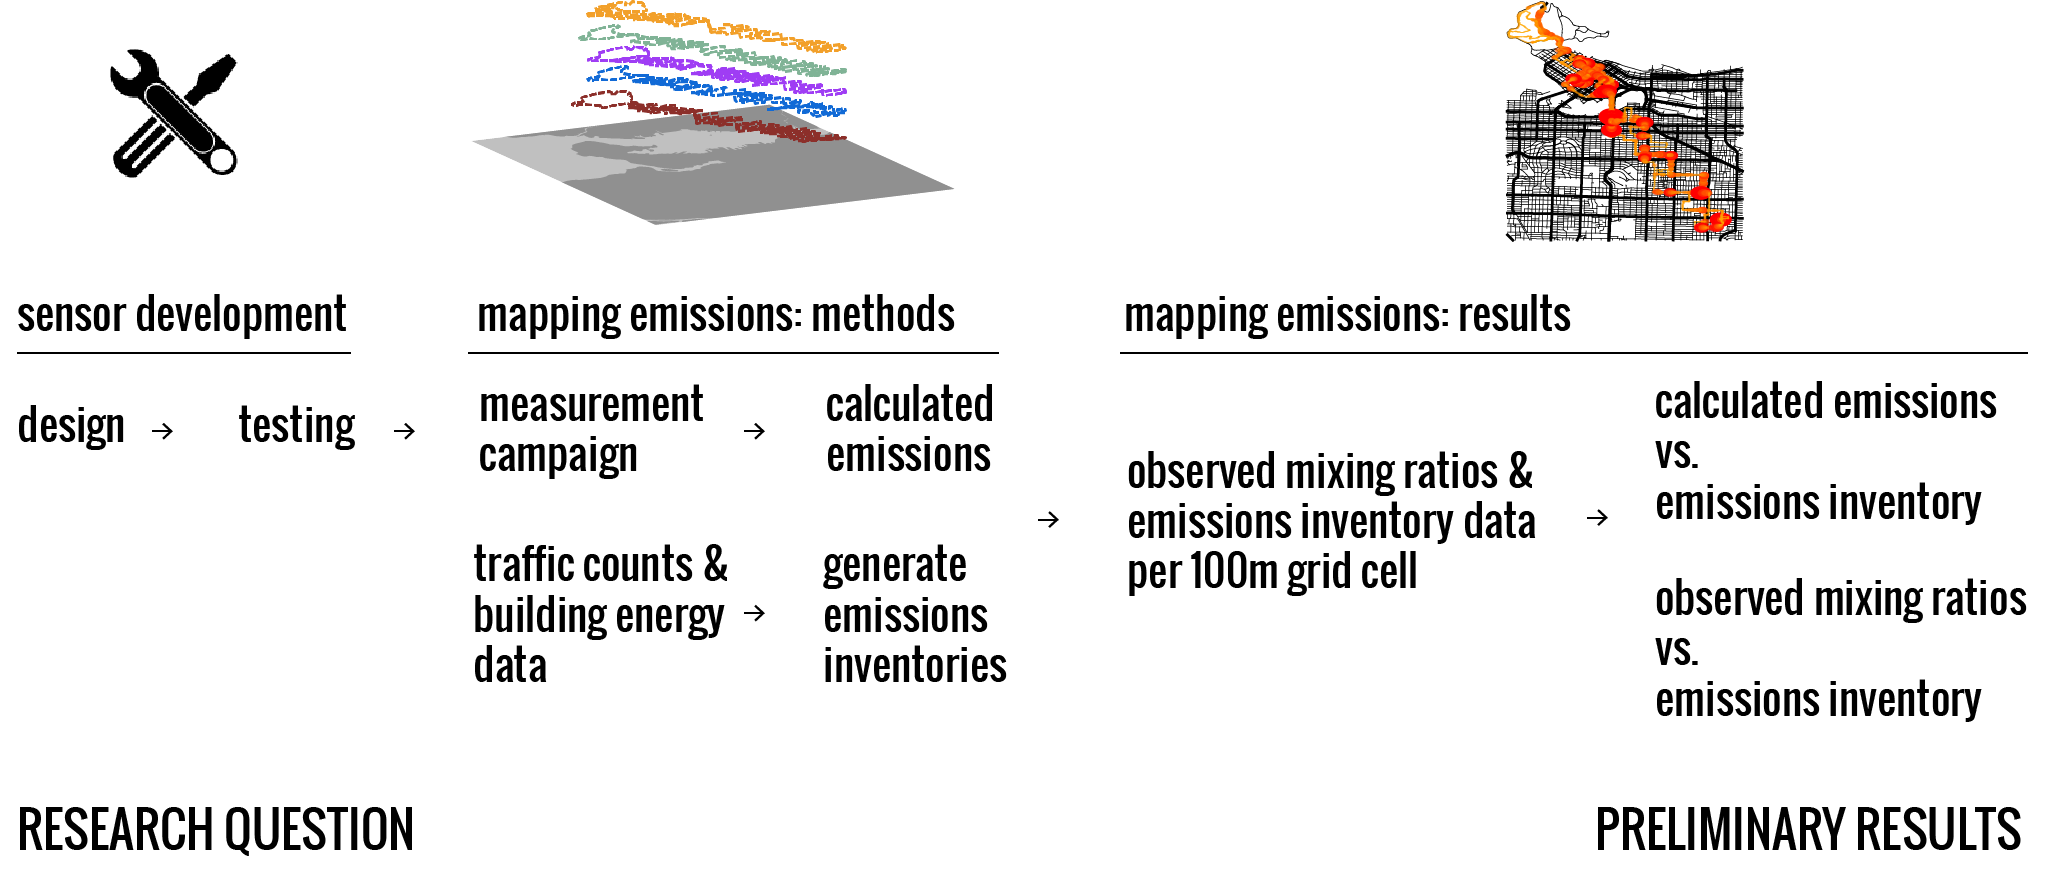 sensor development
design → testing →
mapping emissions: methods
measurement
campaign
→
calculated
emissions
traffic counts &
building energy
data
→
generate
emissions
inventories
→
mapping emissions: results
observed mixing ratios &
emissions inventory data
per 100m grid cell
→
calculated emissions
vs.
emissions inventory
observed mixing ratios
vs.
emissions inventory
RESEARCH QUESTION
PRELIMINARY RESULTS